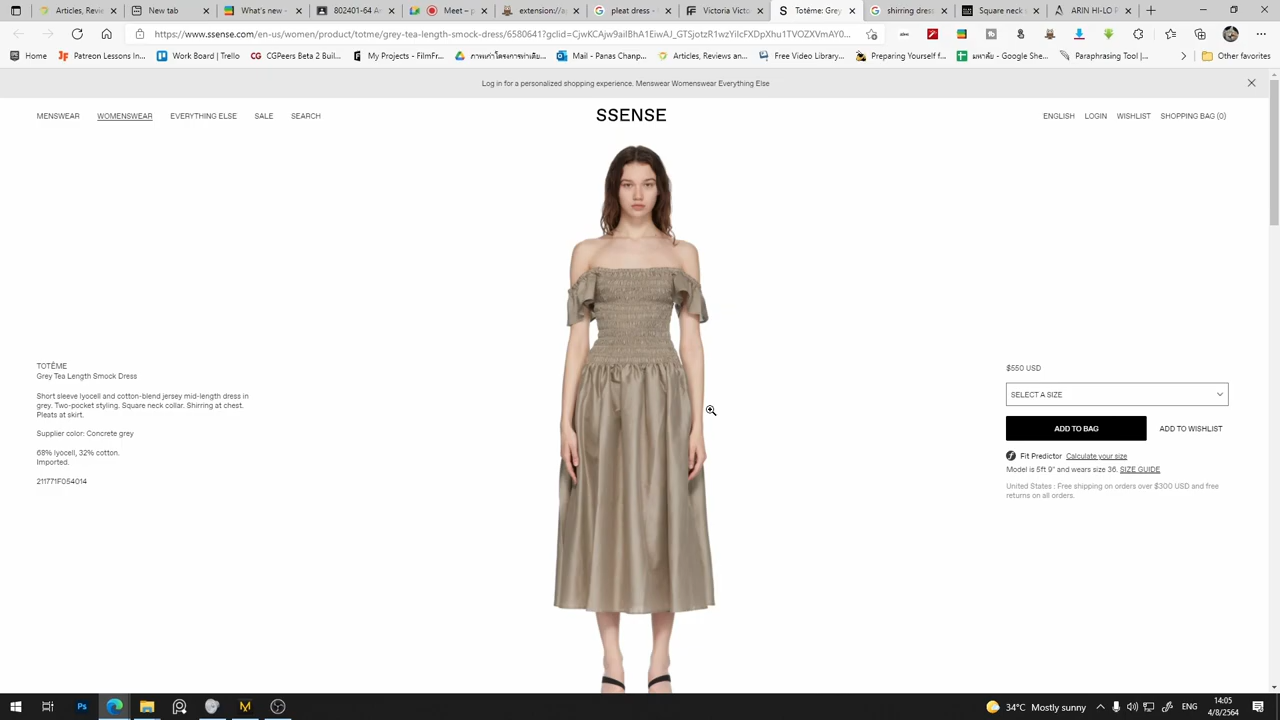 802401-64 As
What's new -
Untitled
Meet – p
extension//a
pleat dress -
Victoria Victo
Totême: Gre
shirring dres
Square neck
ARIN HI-LO P
https://www.ssense.com/en-us/women/product/totme/grey-tea-length-smock-dress/6580641?gclid=CjwKCAjw9aiIBhA1EiwAJ_GTSjotzR1wzYiIcFXDpXhu1TVOZXVmAY0...
Home
Patreon Lessons In...
Work Board | Trello
CGPeers Beta 2 Buil...
My Projects - FilmFr...
Mail - Panas Chanp...
Articles, Reviews an...
Free Video Converte...
Preparing Yourself f...
Google Sh...
Paraphrasing Tool |...
Other favorites
Log in for a personalized shopping experience. Menswear Womenswear Everything Else
MENSWEAR WOMENSWEAR EVERYTHING ELSE SALE SEARCH
SSENSE
ENGLISH LOGIN WISHLIST SHOPPING BAG (0)
TOTÊME
Grey Tea Length Smock Dress
Short sleeve lyocell and cotton-blend jersey mid-length dress in
grey. Two-pocket styling. Square neck collar. Shirring at chest.
Pleats at skirt.
Supplier color: Concrete grey
68% lyocell, 32% cotton.
Imported.
211771F054014
$550 USD
SELECT A SIZE
ADD TO BAG
ADD TO WISHLIST
Fit Predictor Calculate your size
Model is 5ft 9" and wears size 36. SIZE GUIDE
United States : Free shipping on orders over $300 USD and free
returns on all orders.
34°C Mostly sunny
ENG
14:05
4/8/2564